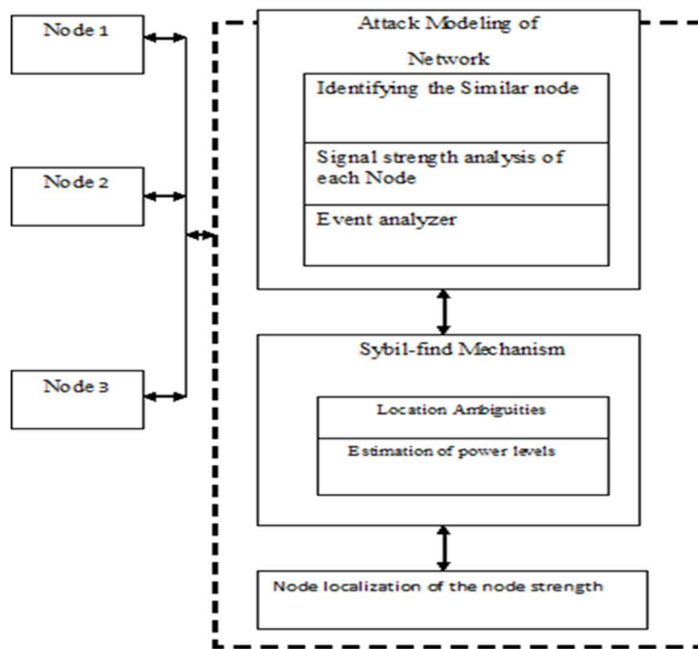 Node 1
Node 2
Node 3
Attack Modeling of
Network
Identifying the Similar node
Signal strength analysis of
each Node
Event analyzer
Sybil-find Mechanism
Location Ambiguities
Estimation of power levels
Node localization of the node strength